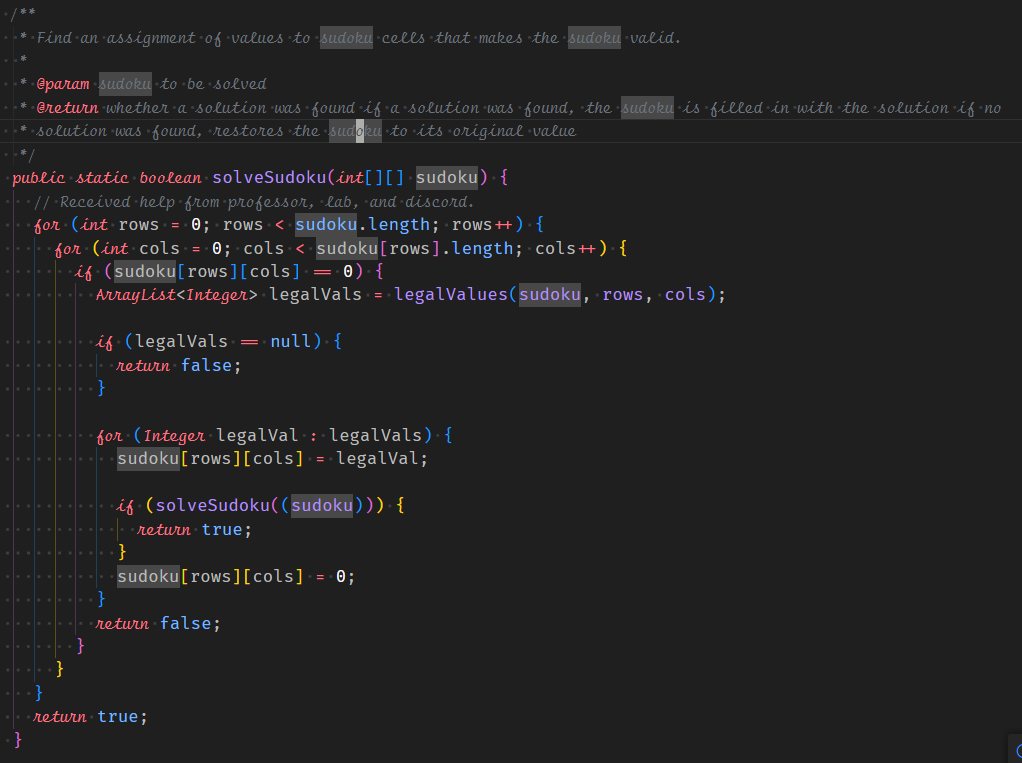 /**
* Find an assignment of values to sudoku cells that makes the sudoku valid.
*
* @param sudoku to be solved
* @return whether a solution was found if a solution was found, the sudoku is filled in with the solution if no
* solution was found, restores the sudoku to its original value
*/
public static boolean solveSudoku(int[][] sudoku) {
// Received help from professor, lab, and discord.
for (int rows = 0; rows < sudoku.length; rows++) {
for (int cols = 0; cols < sudoku[rows].length; cols++) {
if (sudoku[rows][cols] == 0) {
ArrayList<Integer> legalVals = legalValues(sudoku, rows, cols);
if (legalVals == null) {
return false;
}
for (Integer legalVal : legalVals) {
sudoku[rows][cols] = legalVal;
if (solveSudoku((sudoku))) {
return true;
}
sudoku[rows][cols] = 0;
}
return false;
}
}
}
return true;
}